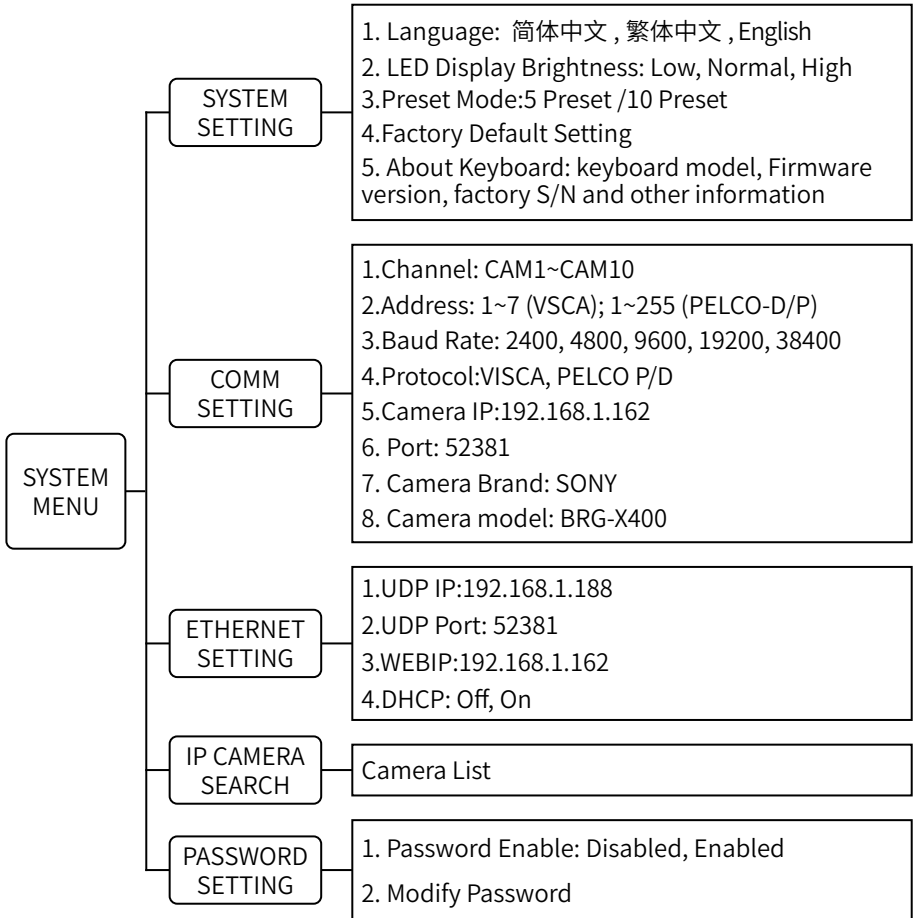 SYSTEM
MENU
SYSTEM
SETTING
1. Language: 简体中文 , 繁体中文 , English
2. LED Display Brightness: Low, Normal, High
3.Preset Mode:5 Preset /10 Preset
4.Factory Default Setting
5. About Keyboard: keyboard model, Firmware
version, factory S/N and other information
COMM
SETTING
1.Channel: CAM1~CAM10
2.Address: 1~7 (VSCA); 1~255 (PELCO-D/P)
3.Baud Rate: 2400, 4800, 9600, 19200, 38400
4.Protocol:VISCA, PELCO P/D
5.Camera IP:192.168.1.162
6. Port: 52381
7. Camera Brand: SONY
8. Camera model: BRG-X400
ETHERNET
SETTING
1.UDP IP:192.168.1.188
2.UDP Port: 52381
3.WEBIP:192.168.1.162
4.DHCP: Off, On
IP CAMERA
SEARCH
Camera List
PASSWORD
SETTING
1. Password Enable: Disabled, Enabled
2. Modify Password